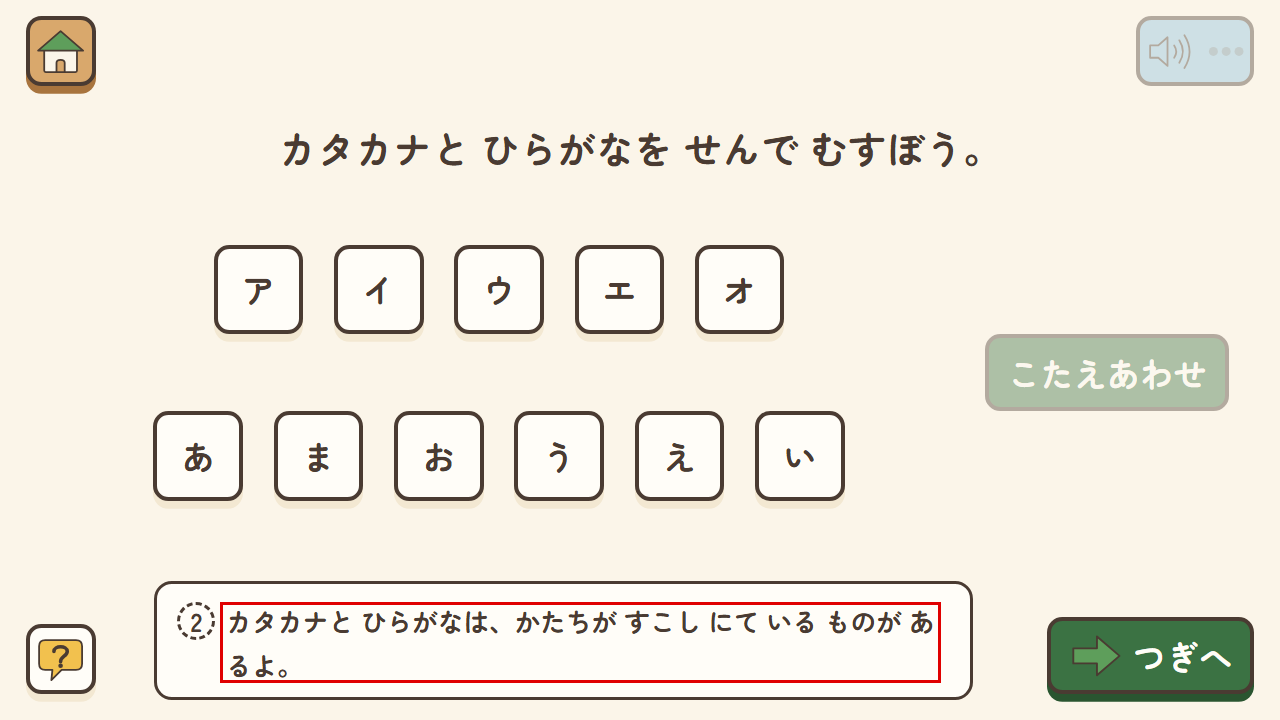 カタカナと ひらがなを せんで むすぼう。
ア イ ウ エ オ
こたえあわせ
あ ま お う え い
2 カタカナと ひらがなは、かたちが すこし にて いる ものが あ
るよ。
?
つぎへ